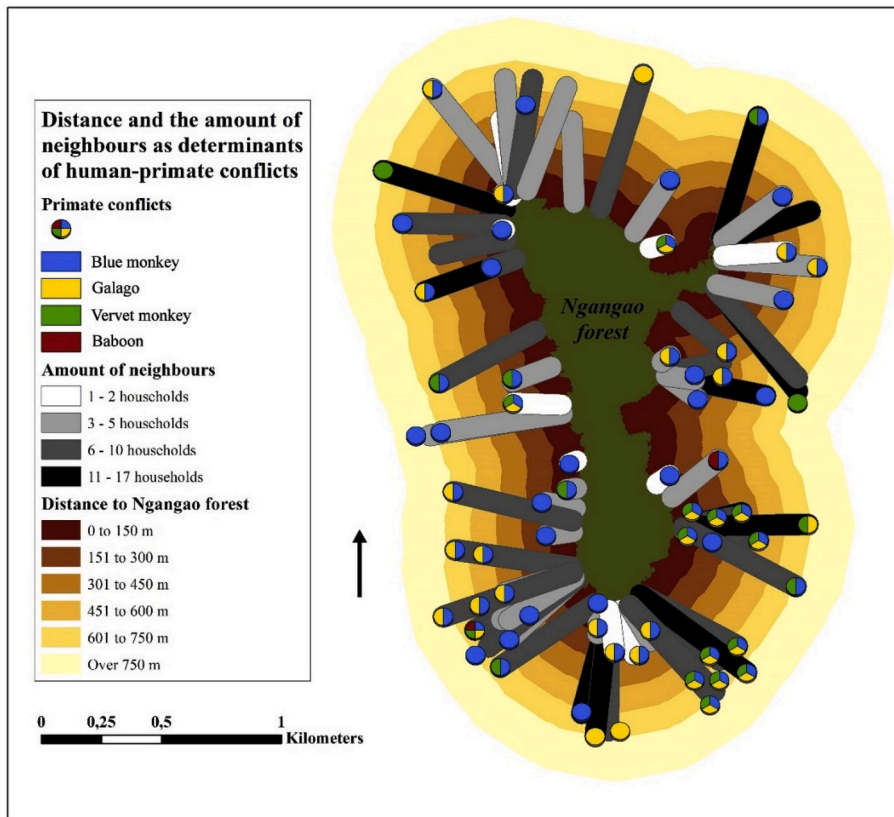 Distance and the amount of
neighbours as determinants
of human-primate conflicts
Primate conflicts
Blue monkey
Galago
Vervet monkey
Baboon
Amount of neighbours
1 - 2 households
3 - 5 households
6 - 10 households
11 - 17 households
Distance to Ngangao forest
0 to 150 m
151 to 300 m
301 to 450 m
451 to 600 m
601 to 750 m
Over 750 m
0 0,25 0,5 1
Kilometers
Ngangao
forest